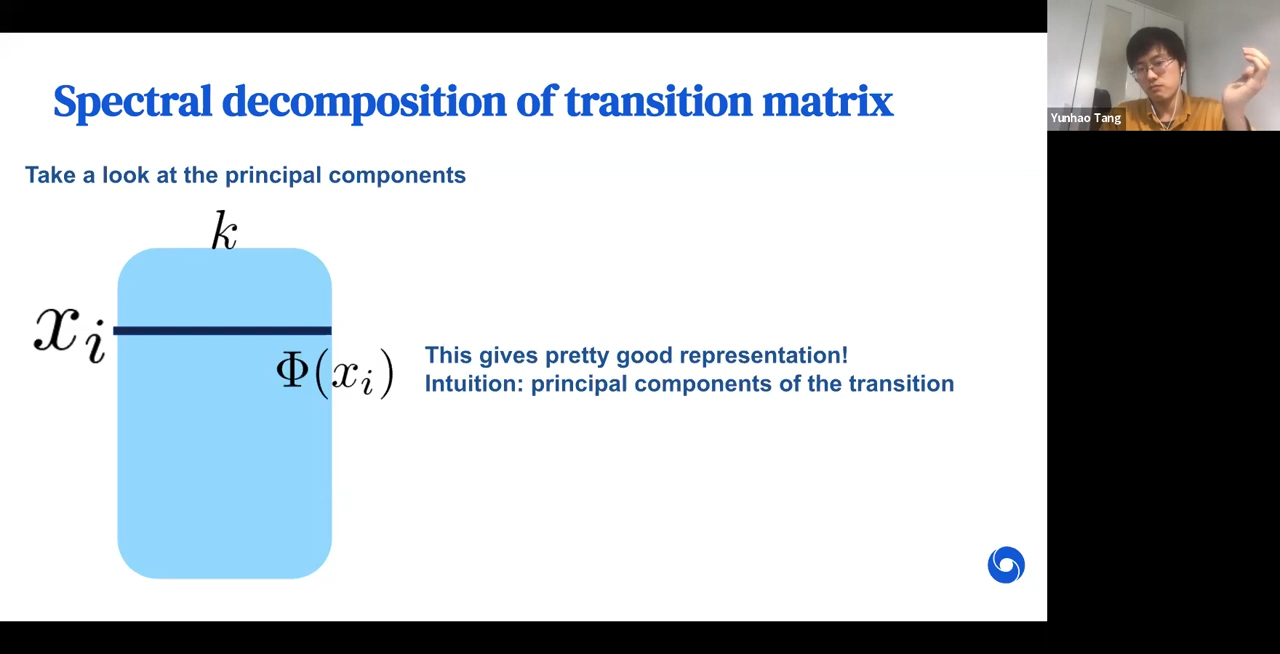 Spectral decomposition of transition matrix
Yunhao Tang
Take a look at the principal components
k
x_i
Φ(x_i)
This gives pretty good representation!
Intuition: principal components of the transition